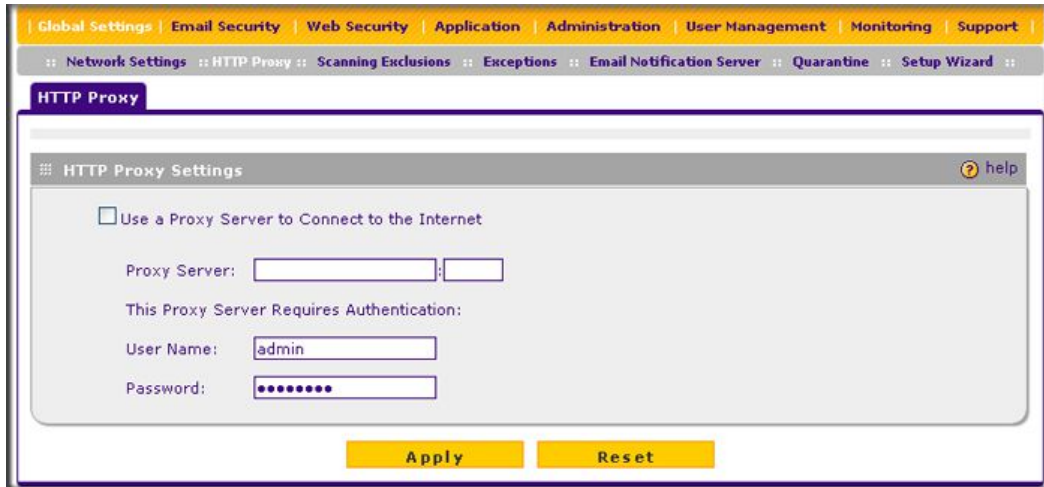 | Global Settings | Email Security | Web Security | Application | Administration | User Management | Monitoring | Support |
:: Network Settings :: HTTP Proxy :: Scanning Exclusions :: Exceptions :: Email Notification Server :: Quarantine :: Setup Wizard ::
HTTP Proxy
HTTP Proxy Settings ? help
Use a Proxy Server to Connect to the Internet
Proxy Server: :
This Proxy Server Requires Authentication:
User Name: admin
Password: ••••••••
Apply Reset